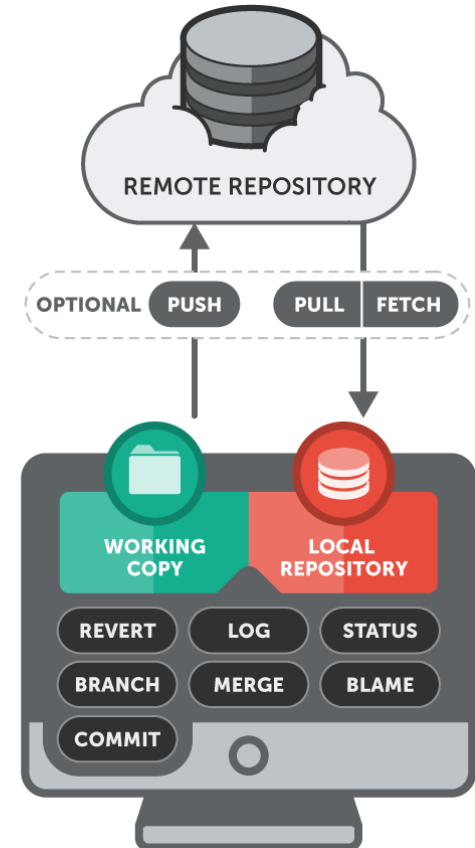 REMOTE REPOSITORY
OPTIONAL PUSH PULL FETCH
WORKING COPY
LOCAL REPOSITORY
REVERT LOG STATUS
BRANCH MERGE BLAME
COMMIT